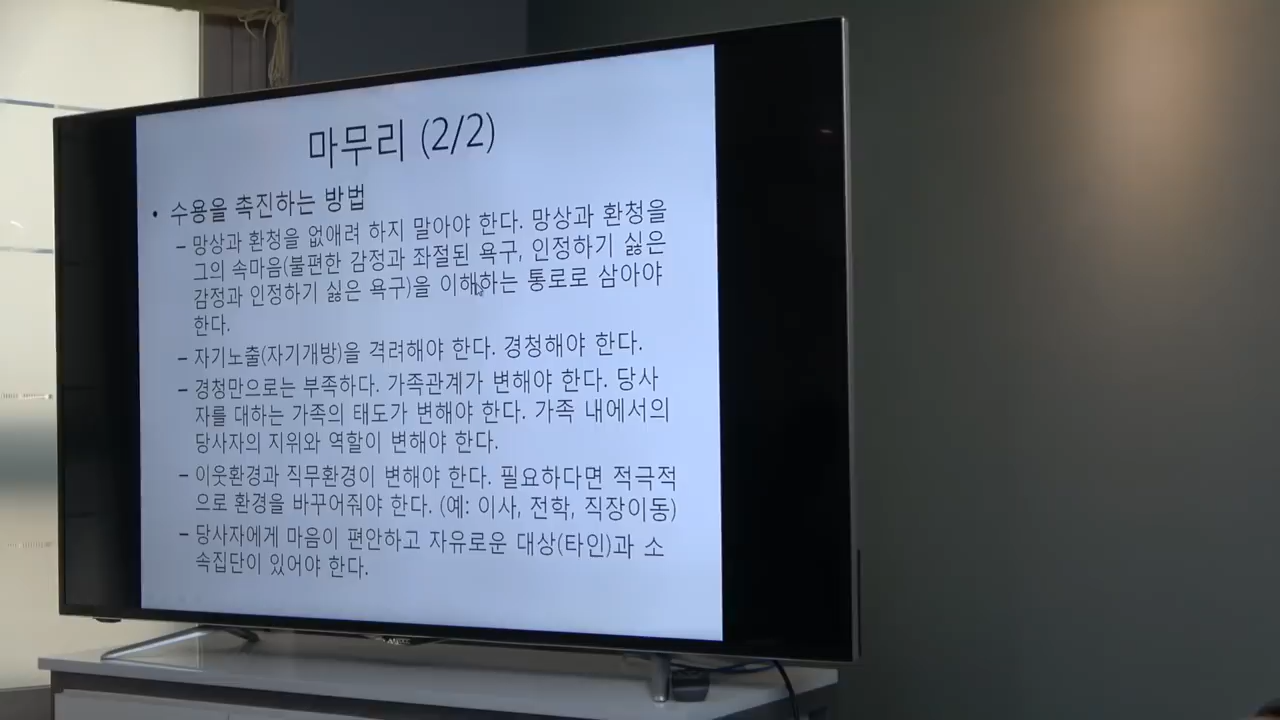 마무리 (2/2)
• 수용을 촉진하는 방법
– 망상과 환청을 없애려 하지 말아야 한다. 망상과 환청을
그의 속마음(불편한 감정과 좌절된 욕구, 인정하기 싫은
감정과 인정하기 싫은 욕구)을 이해하는 통로로 삼아야
한다.
– 자기노출(자기개방)을 격려해야 한다. 경청해야 한다.
– 경청만으로는 부족하다. 가족관계가 변해야 한다. 당사
자를 대하는 가족의 태도가 변해야 한다. 가족 내에서의
당사자의 지위와 역할이 변해야 한다.
– 이웃환경과 직무환경이 변해야 한다. 필요하다면 적극적
으로 환경을 바꾸어줘야 한다. (예: 이사, 전학, 직장이동)
– 당사자에게 마음이 편안하고 자유로운 대상(타인)과 소
속집단이 있어야 한다.